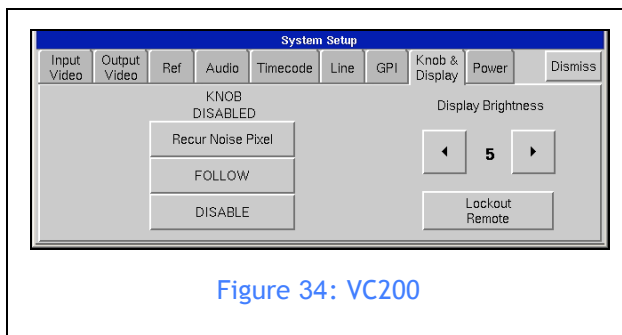 System Setup
Input Video
Output Video
Ref
Audio
Timecode
Line
GPI
Knob & Display
Power
Dismiss
KNOB
DISABLED
Recur Noise Pixel
FOLLOW
DISABLE
Display Brightness
5
Lockout
Remote
Figure 34: VC200